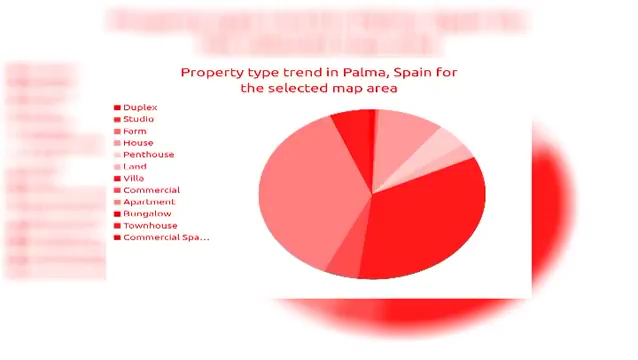 Property type trend in Palma, Spain for
the selected map area
Duplex
Studio
Farm
House
Penthouse
Land
Villa
Commercial
Apartment
Bungalow
Townhouse
Commercial Spa...